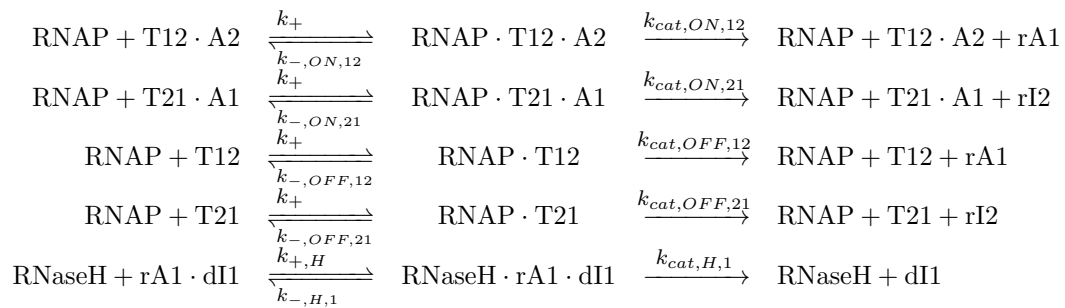 RNAP + T12 · A2 ⇌ (k_+ / k_{−,ON,12}) RNAP · T12 · A2 → (k_{cat,ON,12}) RNAP + T12 · A2 + rA1
RNAP + T21 · A1 ⇌ (k_+ / k_{−,ON,21}) RNAP · T21 · A1 → (k_{cat,ON,21}) RNAP + T21 · A1 + rI2
RNAP + T12 ⇌ (k_+ / k_{−,OFF,12}) RNAP · T12 → (k_{cat,OFF,12}) RNAP + T12 + rA1
RNAP + T21 ⇌ (k_+ / k_{−,OFF,21}) RNAP · T21 → (k_{cat,OFF,21}) RNAP + T21 + rI2
RNaseH + rA1 · dI1 ⇌ (k_{+,H} / k_{−,H,1}) RNaseH · rA1 · dI1 → (k_{cat,H,1}) RNaseH + dI1